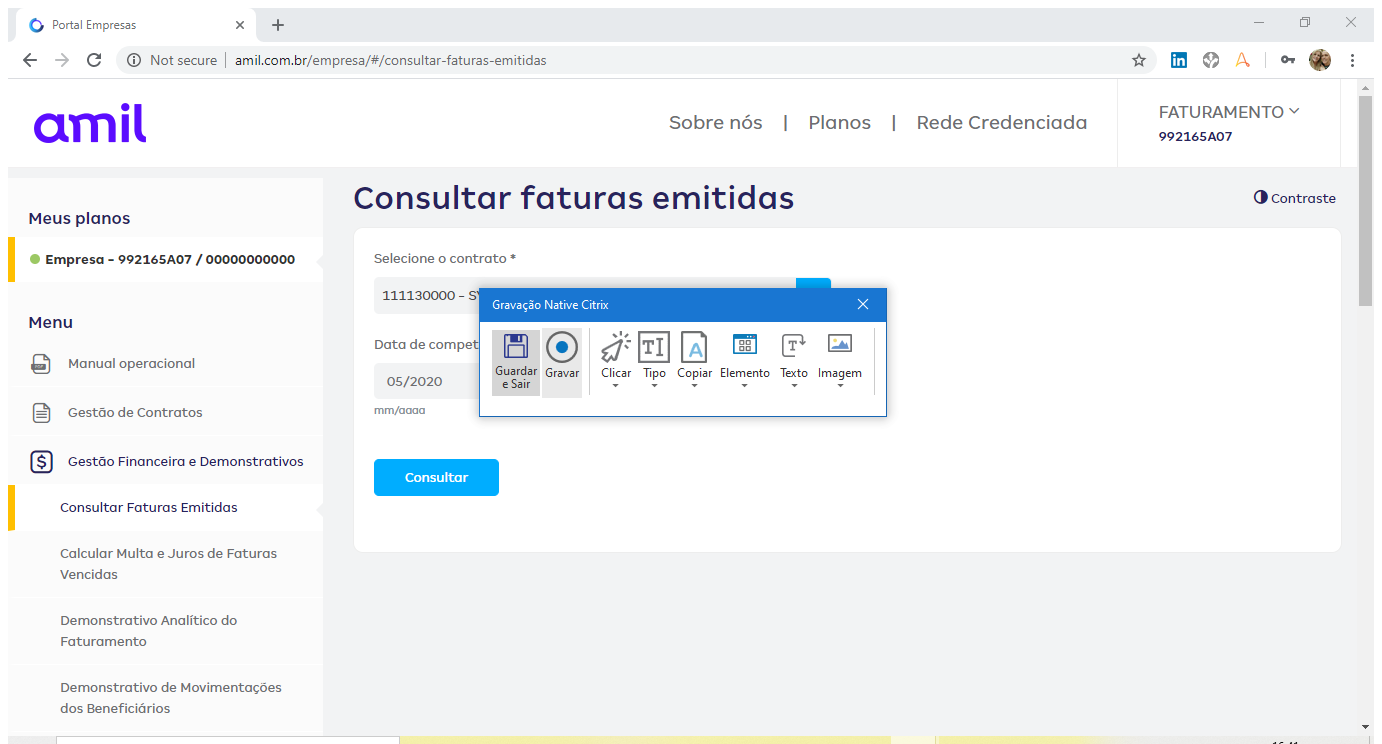 Portal Empresas
Not secure
amil.com.br/empresa/#/consultar-faturas-emitidas
amil
Sobre nós | Planos | Rede Credenciada
FATURAMENTO
992165A07
Meus planos
Empresa - 992165A07 / 00000000000
Menu
Manual operacional
Gestão de Contratos
Gestão Financeira e Demonstrativos
Consultar Faturas Emitidas
Calcular Multa e Juros de Faturas
Vencidas
Demonstrativo Analítico do
Faturamento
Demonstrativo de Movimentações
dos Beneficiários
Consultar faturas emitidas
Contraste
Selecione o contrato *
111130000 -
Data de compet
05/2020
mm/aaaa
Consultar
Gravação Native Citrix
Guardar
e Sair
Gravar
Clicar
Tipo
Copiar
Elemento
Texto
Imagem